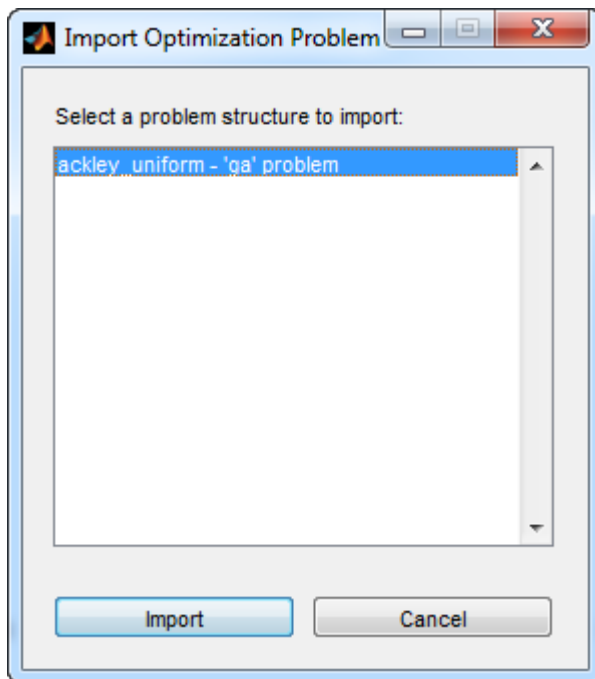 Import Optimization Problem
Select a problem structure to import:
ackley_uniform - 'ga' problem
Import
Cancel